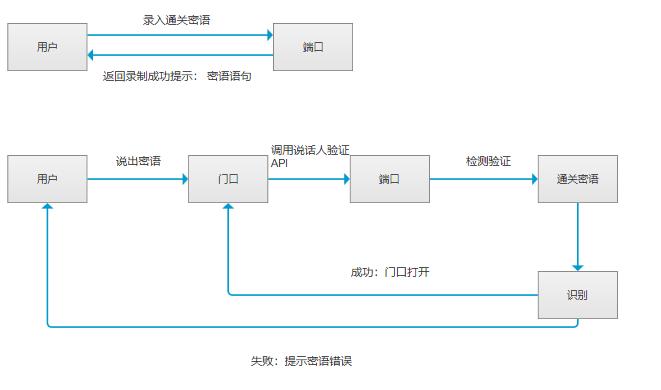 录入通关密语
用户
端口
返回录制成功提示： 密语语句
调用说话人验证
API
说出密语
检测验证
用户
门口
端口
通关密语
成功：门口打开
识别
失败：提示密语错误